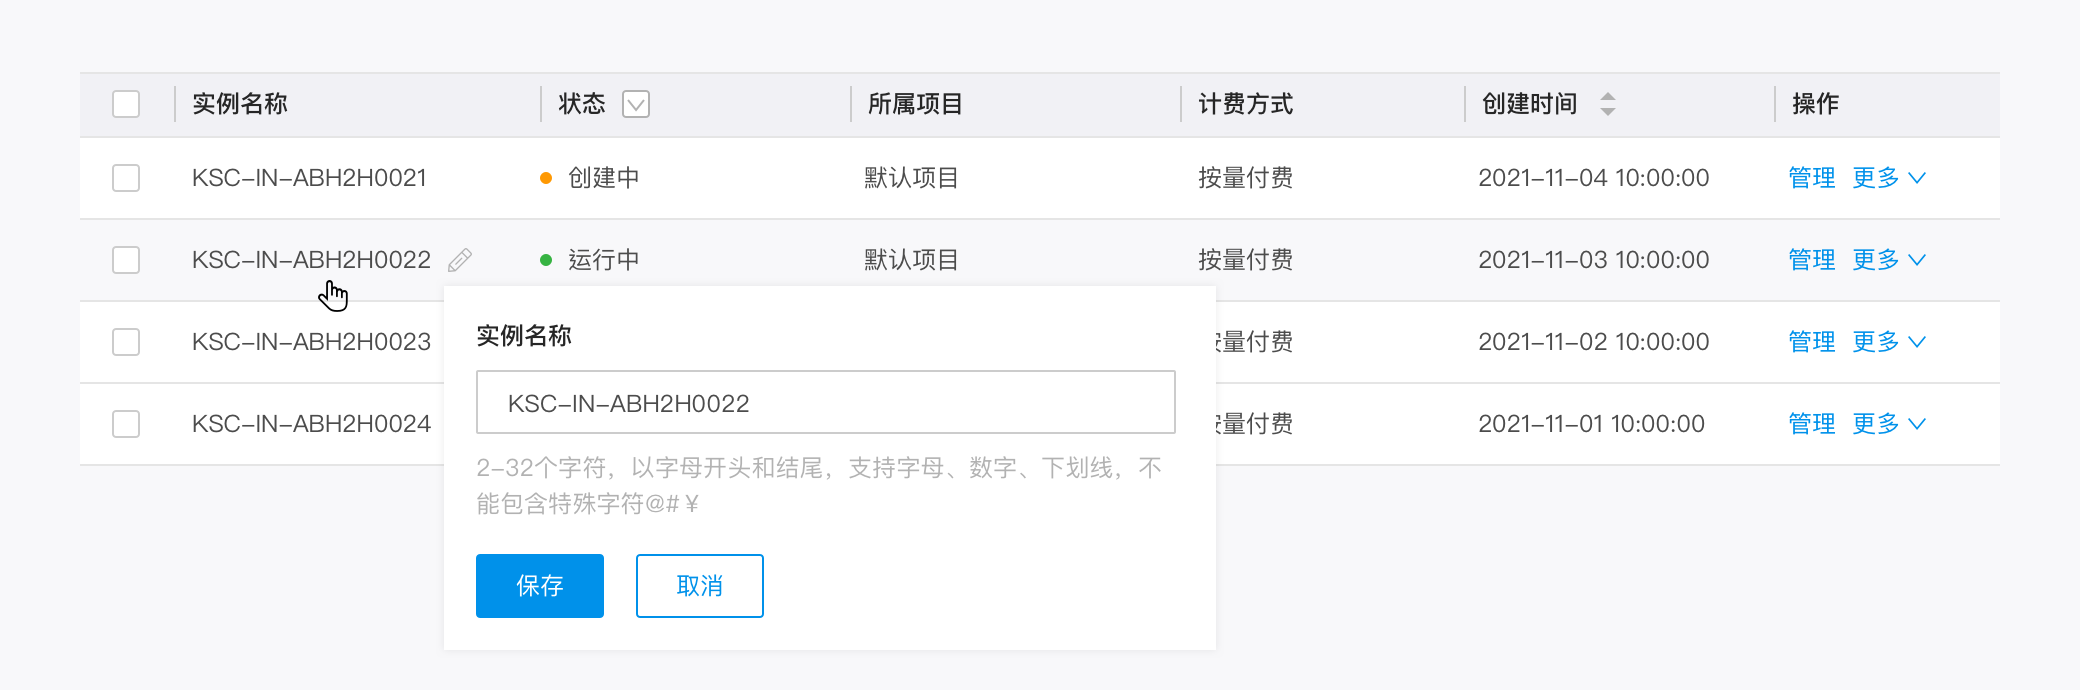 实例名称 状态 所属项目 计费方式 创建时间 操作
KSC-IN-ABH2H0021 创建中 默认项目 按量付费 2021-11-04 10:00:00 管理 更多
KSC-IN-ABH2H0022 运行中 默认项目 按量付费 2021-11-03 10:00:00 管理 更多
KSC-IN-ABH2H0023 按量付费 2021-11-02 10:00:00 管理 更多
KSC-IN-ABH2H0024 按量付费 2021-11-01 10:00:00 管理 更多
实例名称
KSC-IN-ABH2H0022
2-32个字符，以字母开头和结尾，支持字母、数字、下划线，不
能包含特殊字符@#￥
保存 取消